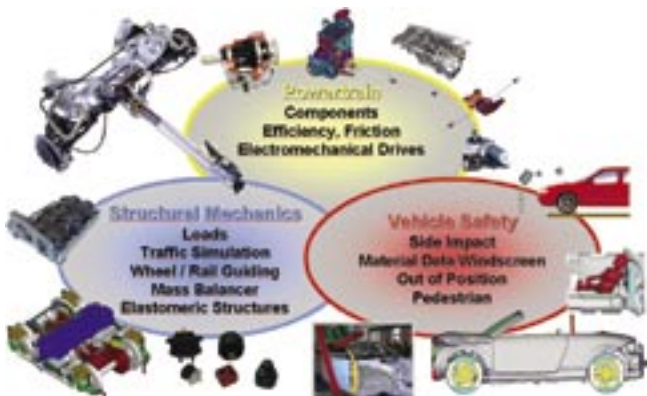 Powertrain
Components
Efficiency, Friction
Electromechanical Drives
Structural Mechanics
Loads
Traffic Simulation
Wheel / Rail Guiding
Mass Balancer
Elastomeric Structures
Vehicle Safety
Side Impact
Material Data Windscreen
Out of Position
Pedestrian